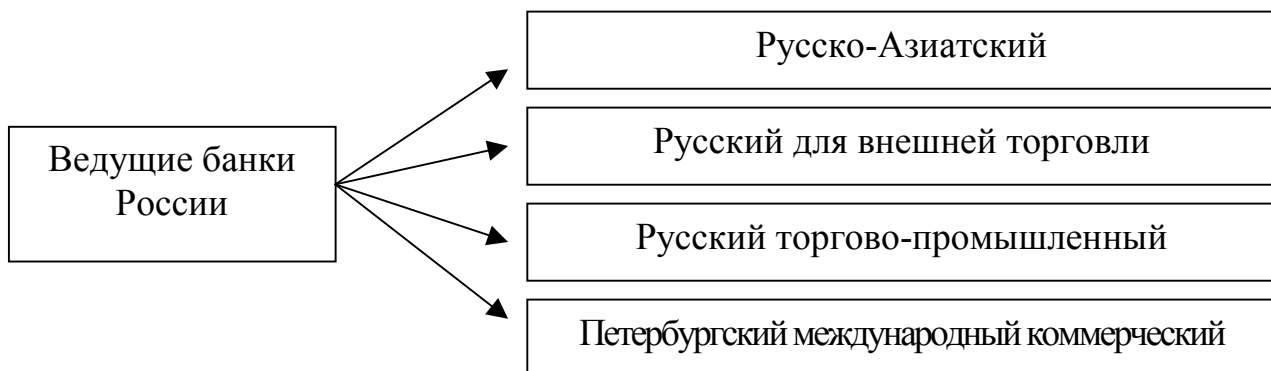 Ведущие банки
России
Русско-Азиатский
Русский для внешней торговли
Русский торгово-промышленный
Петербургский международный коммерческий